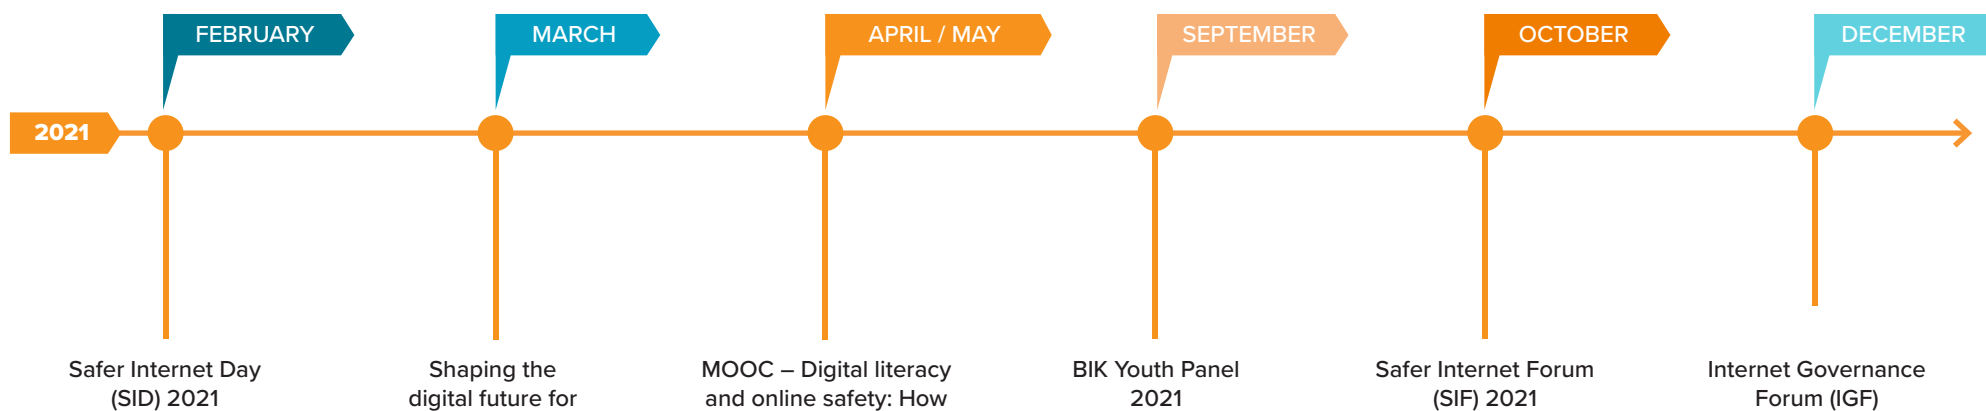 FEBRUARY
MARCH
APRIL / MAY
SEPTEMBER
OCTOBER
DECEMBER
2021
Safer Internet Day
(SID) 2021
Shaping the
digital future for
MOOC – Digital literacy
and online safety: How
BIK Youth Panel
2021
Safer Internet Forum
(SIF) 2021
Internet Governance
Forum (IGF)